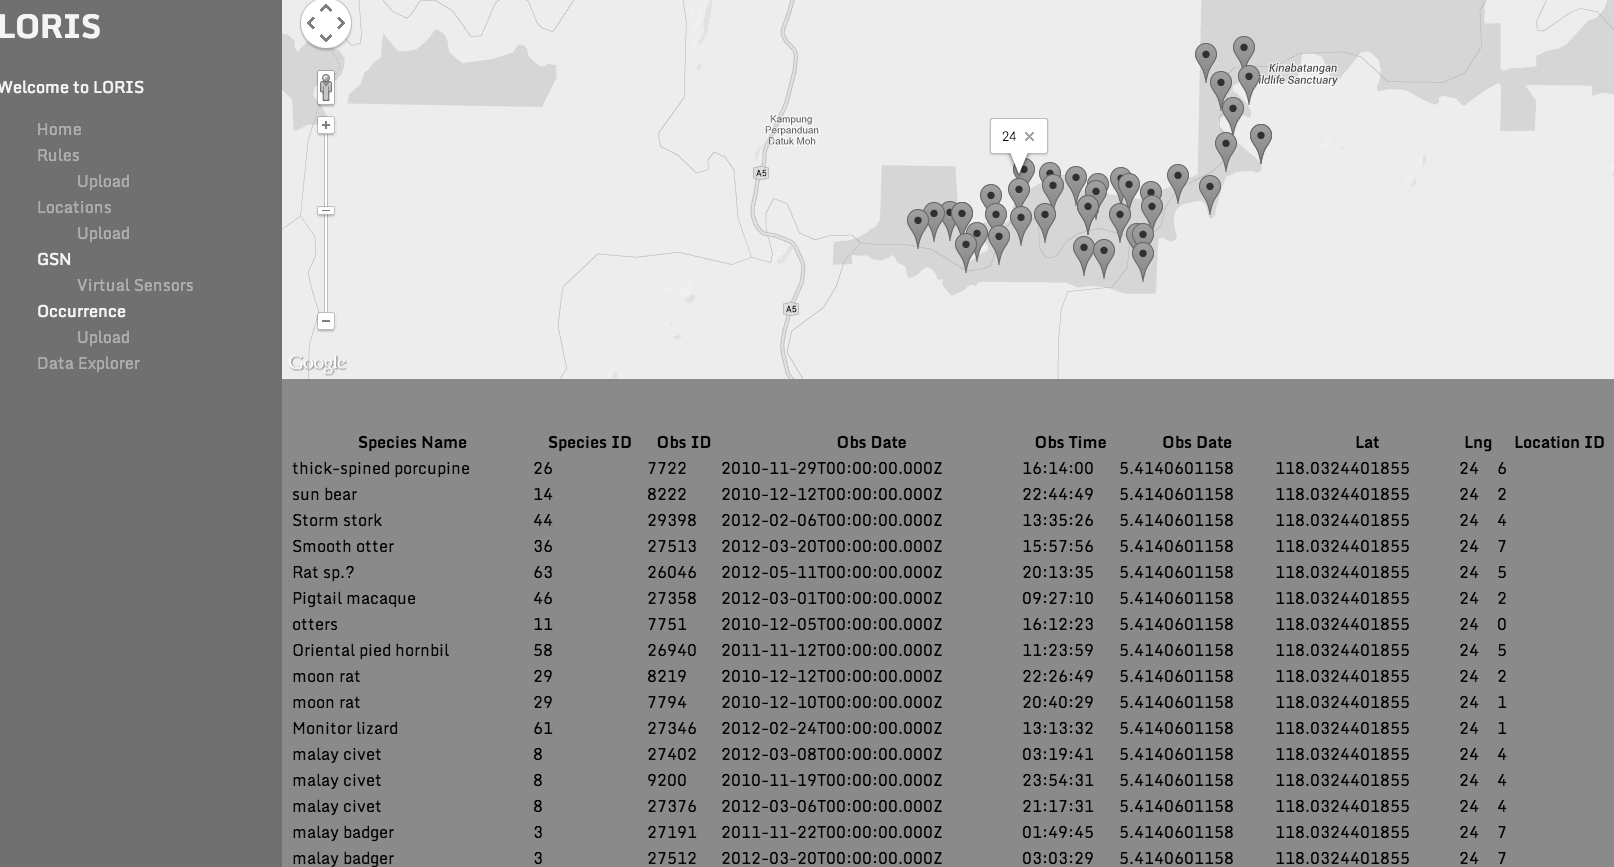 LORIS
Welcome to LORIS
Home
Rules
Upload
Locations
Upload
GSN
Virtual Sensors
Occurrence
Upload
Data Explorer
Kinabatangan
ildlife Sanctuary
Kampung
Perpanduan
Datuk Moh
24 ×
A5
A5
Google
Species Name Species ID Obs ID Obs Date Obs Time Obs Date Lat Lng Location ID
thick-spined porcupine 26 7722 2010-11-29T00:00:00.000Z 16:14:00 5.4140601158 118.0324401855 24 6
sun bear 14 8222 2010-12-12T00:00:00.000Z 22:44:49 5.4140601158 118.0324401855 24 2
Storm stork 44 29398 2012-02-06T00:00:00.000Z 13:35:26 5.4140601158 118.0324401855 24 4
Smooth otter 36 27513 2012-03-20T00:00:00.000Z 15:57:56 5.4140601158 118.0324401855 24 7
Rat sp.? 63 26046 2012-05-11T00:00:00.000Z 20:13:35 5.4140601158 118.0324401855 24 5
Pigtail macaque 46 27358 2012-03-01T00:00:00.000Z 09:27:10 5.4140601158 118.0324401855 24 2
otters 11 7751 2010-12-05T00:00:00.000Z 16:12:23 5.4140601158 118.0324401855 24 0
Oriental pied hornbil 58 26940 2011-11-12T00:00:00.000Z 11:23:59 5.4140601158 118.0324401855 24 5
moon rat 29 8219 2010-12-12T00:00:00.000Z 22:26:49 5.4140601158 118.0324401855 24 2
moon rat 29 7794 2010-12-10T00:00:00.000Z 20:40:29 5.4140601158 118.0324401855 24 1
Monitor lizard 61 27346 2012-02-24T00:00:00.000Z 13:13:32 5.4140601158 118.0324401855 24 1
malay civet 8 27402 2012-03-08T00:00:00.000Z 03:19:41 5.4140601158 118.0324401855 24 4
malay civet 8 9200 2010-11-19T00:00:00.000Z 23:54:31 5.4140601158 118.0324401855 24 4
malay civet 8 27376 2012-03-06T00:00:00.000Z 21:17:31 5.4140601158 118.0324401855 24 4
malay badger 3 27191 2011-11-22T00:00:00.000Z 01:49:45 5.4140601158 118.0324401855 24 7
malay badger 3 27512 2012-03-20T00:00:00.000Z 03:03:29 5.4140601158 118.0324401855 24 7